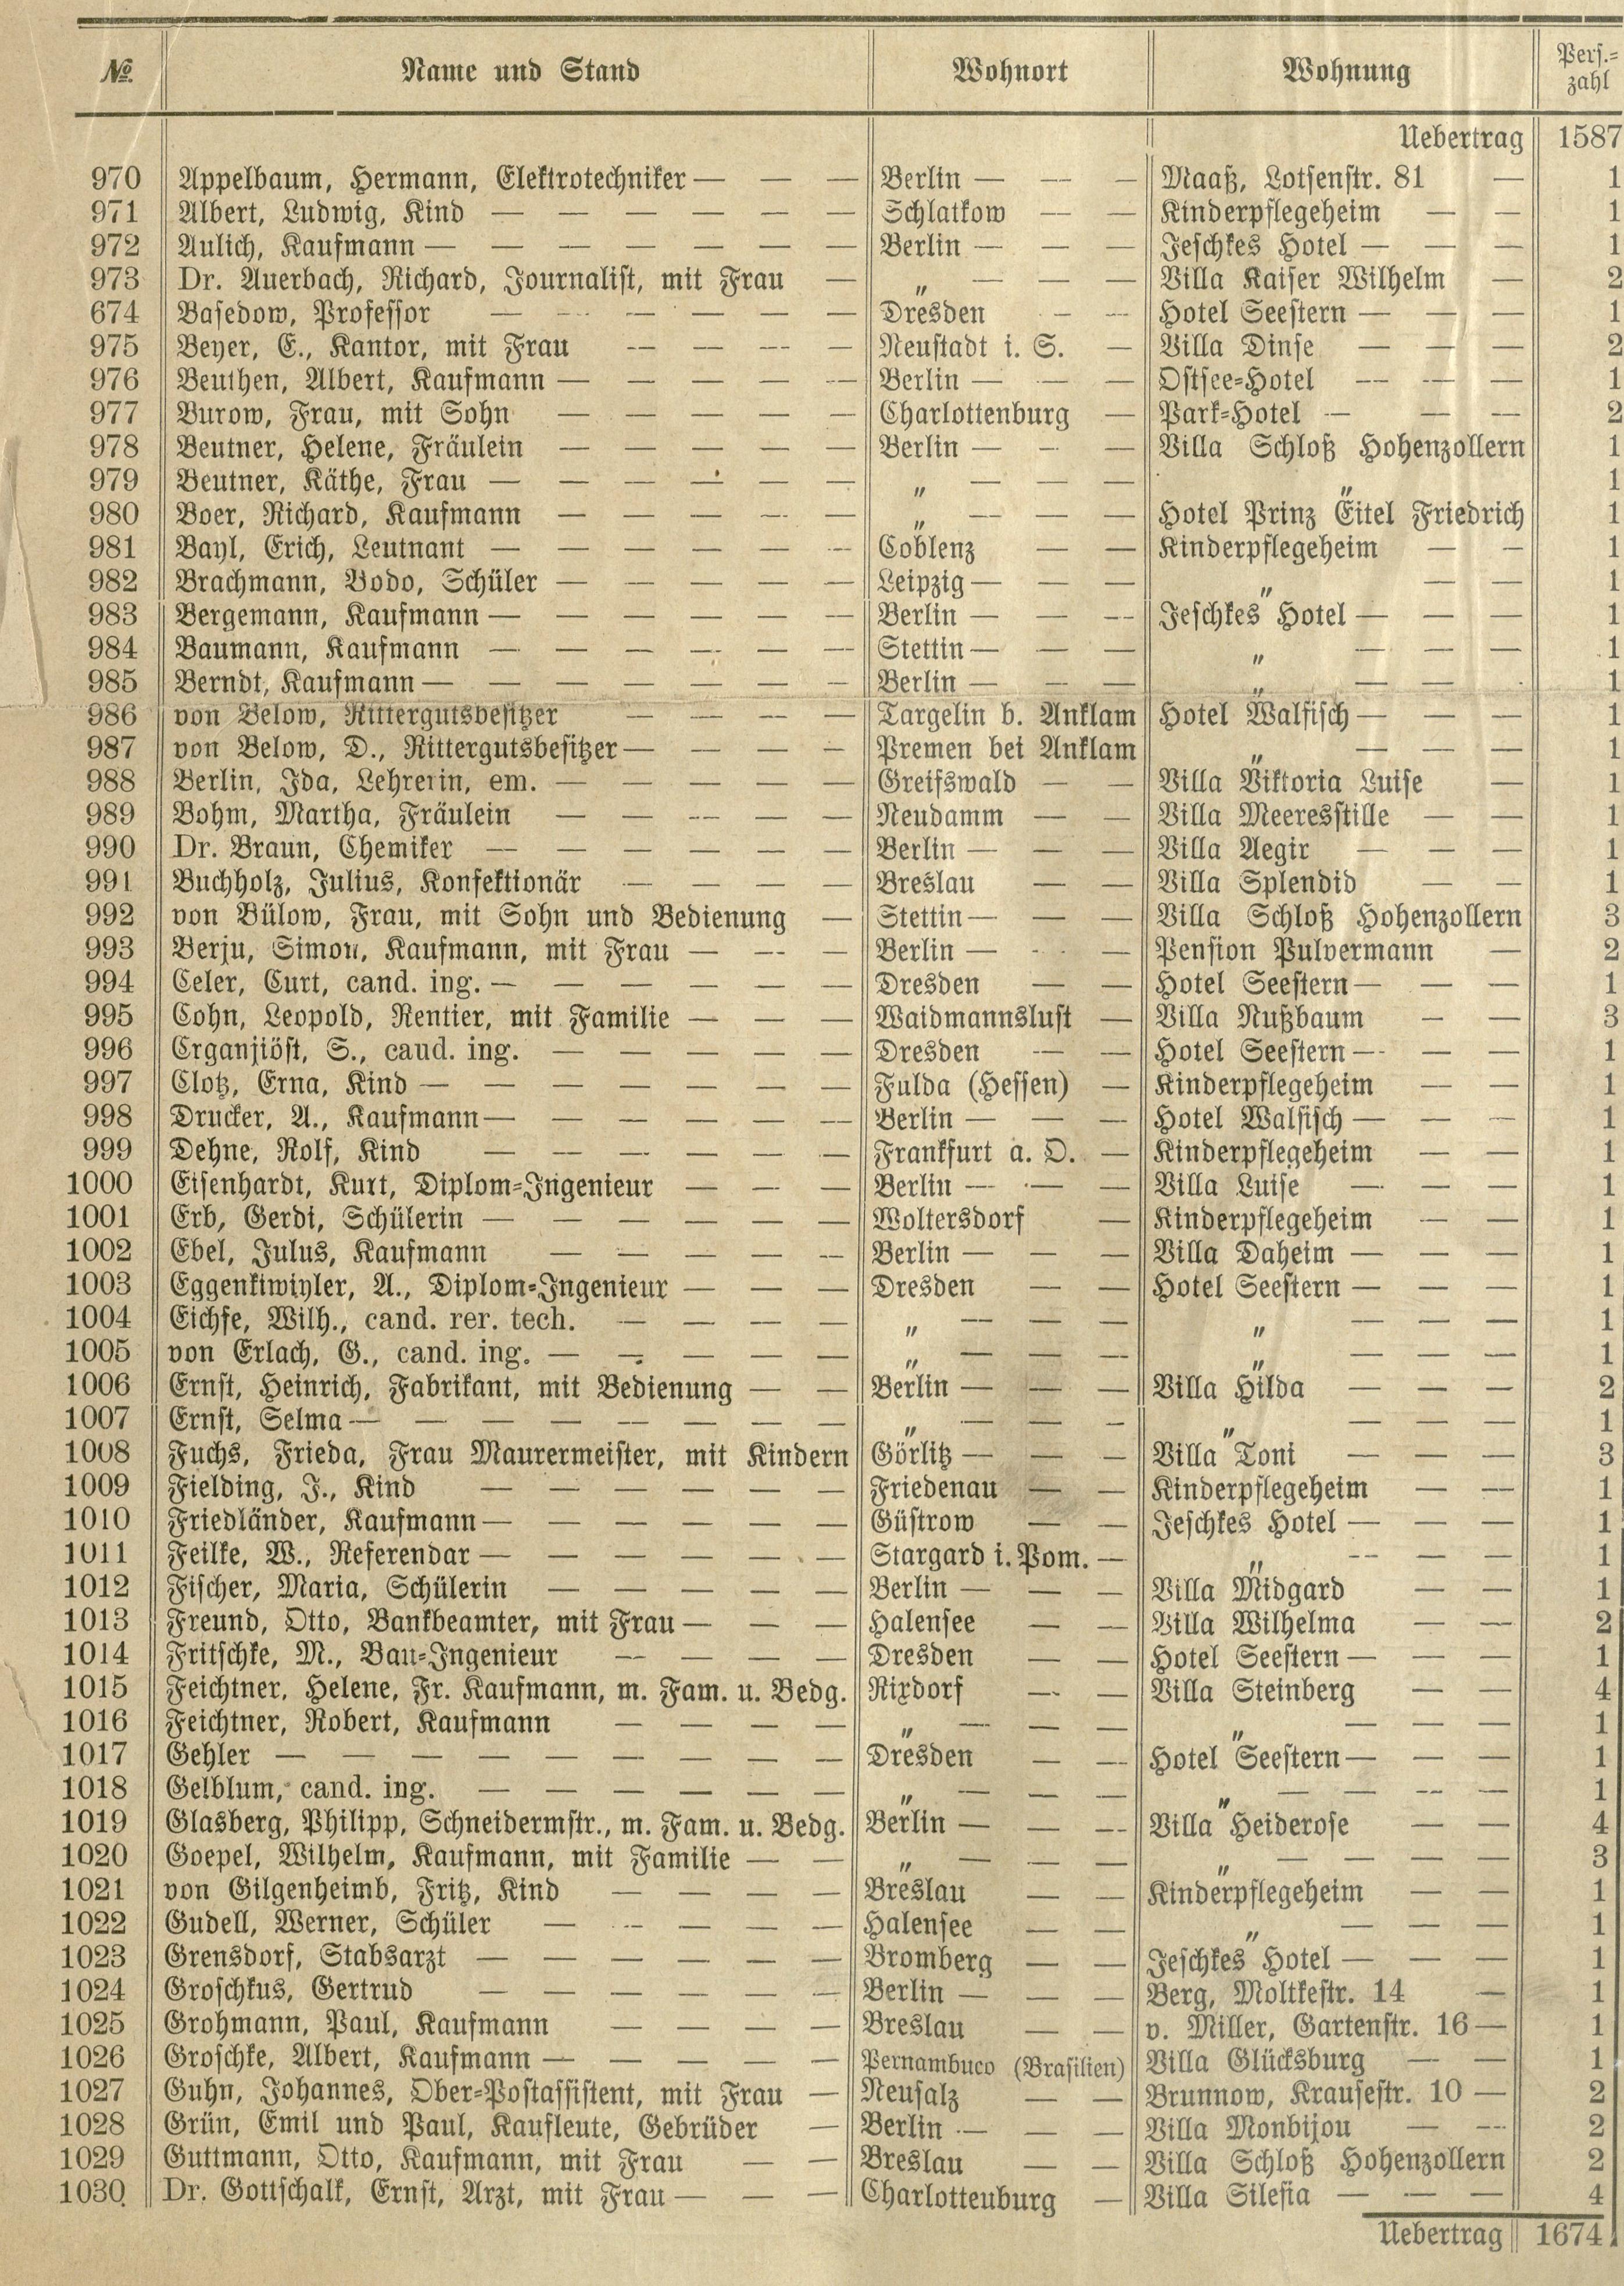 № Name und Stand Wohnort Wohnung Pers.=zahl
Uebertrag 1587
970 Appelbaum, Hermann, Elektrotechniker — — — Berlin — — — Maaß, Lotsenstr. 81 — 1
971 Albert, Ludwig, Kind — — — — — — Schlatkow — — Kinderpflegeheim — — 1
972 Aulich, Kaufmann — — — — — — — Berlin — — — Jeschkes Hotel — — — 1
973 Dr. Auerbach, Richard, Journalist, mit Frau — „ — — — Villa Kaiser Wilhelm — 2
674 Basedow, Professor — — — — — — Dresden — — Hotel Seestern — — — 1
975 Beyer, E., Kantor, mit Frau — — — — Neustadt i. S. — Villa Dinse — — — 2
976 Beuthen, Albert, Kaufmann — — — — — Berlin — — — Ostsee=Hotel — — — 1
977 Burow, Frau, mit Sohn — — — — — Charlottenburg — Park=Hotel — — — 2
978 Beutner, Helene, Fräulein — — — — — Berlin — — — Villa Schloß Hohenzollern 1
979 Beutner, Käthe, Frau — — — — — — „ — — — „ 1
980 Boer, Richard, Kaufmann — — — — — „ — — — Hotel Prinz Eitel Friedrich 1
981 Bayl, Erich, Leutnant — — — — — — Coblenz — — Kinderpflegeheim — — 1
982 Brachmann, Bodo, Schüler — — — — — Leipzig — — — „ — — 1
983 Bergemann, Kaufmann — — — — — — Berlin — — — Jeschkes Hotel — — — 1
984 Baumann, Kaufmann — — — — — — Stettin — — — „ — — — 1
985 Berndt, Kaufmann — — — — — — — Berlin — — — „ — — — 1
986 von Below, Rittergutsbesitzer — — — — Targelin b. Anklam Hotel Walfisch — — — 1
987 von Below, D., Rittergutsbesitzer — — — — Premen bei Anklam „ — — — 1
988 Berlin, Ida, Lehrerin, em. — — — — — Greifswald — — Villa Viktoria Luise — 1
989 Bohm, Martha, Fräulein — — — — — Neudamm — — Villa Meeresstille — — 1
990 Dr. Braun, Chemiker — — — — — — Berlin — — — Villa Aegir — — — 1
991 Buchholz, Julius, Konfektionär — — — — Breslau — — Villa Splendid — — 1
992 von Bülow, Frau, mit Sohn und Bedienung — Stettin — — — Villa Schloß Hohenzollern 3
993 Berju, Simon, Kaufmann, mit Frau — — — Berlin — — — Pension Pulvermann — 2
994 Celer, Curt, cand. ing. — — — — — — Dresden — — Hotel Seestern — — — 1
995 Cohn, Leopold, Rentier, mit Familie — — — Waidmannslust — Villa Nußbaum — — 3
996 Crganjiöst, S., caud. ing. — — — — — Dresden — — Hotel Seestern — — — 1
997 Clotz, Erna, Kind — — — — — — — Fulda (Hessen) — Kinderpflegeheim — — 1
998 Drucker, A., Kaufmann — — — — — — Berlin — — — Hotel Walfisch — — — 1
999 Dehne, Rolf, Kind — — — — — — Frankfurt a. O. — Kinderpflegeheim — — 1
1000 Eisenhardt, Kurt, Diplom=Ingenieur — — — Berlin — — — Villa Luise — — — 1
1001 Erb, Gerdi, Schülerin — — — — — — Woltersdorf — Kinderpflegeheim — — 1
1002 Ebel, Julus, Kaufmann — — — — — Berlin — — — Villa Daheim — — — 1
1003 Eggenkiwiyler, A., Diplom=Ingenieur — — — Dresden — — Hotel Seestern — — — 1
1004 Eichfe, Wilh., cand. rer. tech. — — — — „ — — — „ — — — 1
1005 von Erlach, G., cand. ing. — — — — — „ — — — „ — — — 1
1006 Ernst, Heinrich, Fabrikant, mit Bedienung — — Berlin — — — Villa Hilda — — — 2
1007 Ernst, Selma — — — — — — — — „ — — — „ — — — 1
1008 Fuchs, Frieda, Frau Maurermeister, mit Kindern Görlitz — — — Villa Toni — — — 3
1009 Fielding, J., Kind — — — — — — Friedenau — — Kinderpflegeheim — — 1
1010 Friedländer, Kaufmann — — — — — — Güstrow — — Jeschkes Hotel — — — 1
1011 Feilke, W., Referendar — — — — — — Stargard i. Pom. — „ — — — 1
1012 Fischer, Maria, Schülerin — — — — — Berlin — — — Villa Midgard — — 1
1013 Freund, Otto, Bankbeamter, mit Frau — — — Halensee — — Villa Wilhelma — — 2
1014 Fritschke, M., Bau=Ingenieur — — — — Dresden — — Hotel Seestern — — — 1
1015 Feichtner, Helene, Fr. Kaufmann, m. Fam. u. Bedg. Rixdorf — — Villa Steinberg — — 4
1016 Feichtner, Robert, Kaufmann — — — — „ — — — „ — — — 1
1017 Gehler — — — — — — — — — Dresden — — Hotel Seestern — — — 1
1018 Gelblum, cand. ing. — — — — — — „ — — — „ — — — — 1
1019 Glasberg, Philipp, Schneidermstr., m. Fam. u. Bedg. Berlin — — — Villa Heiderose — — 4
1020 Goepel, Wilhelm, Kaufmann, mit Familie — — „ — — — „ — — — — 3
1021 von Gilgenheimb, Fritz, Kind — — — — Breslau — — Kinderpflegeheim — — 1
1022 Gudell, Werner, Schüler — — — — — Halensee — — „ — — — 1
1023 Grensdorf, Stabsarzt — — — — — — Bromberg — — Jeschkes Hotel — — — 1
1024 Groschkus, Gertrud — — — — — — Berlin — — — Berg, Moltkestr. 14 — 1
1025 Grohmann, Paul, Kaufmann — — — — Breslau — — v. Miller, Gartenstr. 16 — 1
1026 Groschke, Albert, Kaufmann — — — — — Pernambuco (Brasilien) Villa Glücksburg — — 1
1027 Guhn, Johannes, Ober=Postassistent, mit Frau — Neusalz — — Brunnow, Krausestr. 10 — 2
1028 Grün, Emil und Paul, Kaufleute, Gebrüder — Berlin — — — Villa Monbijou — — 2
1029 Guttmann, Otto, Kaufmann, mit Frau — — Breslau — — Villa Schloß Hohenzollern 2
1030 Dr. Gottschalk, Ernst, Arzt, mit Frau — — — Charlotteuburg — Villa Silesia — — — 4
Uebertrag 1674